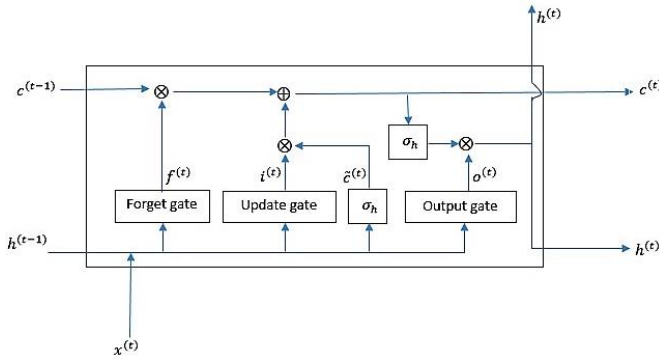 h^(t)
c^(t-1)
⊗
⊕
c^(t)
σ_h
⊗
⊗
f^(t)
i^(t)
c̃^(t)
o^(t)
Forget gate
Update gate
σ_h
Output gate
h^(t-1)
h^(t)
x^(t)